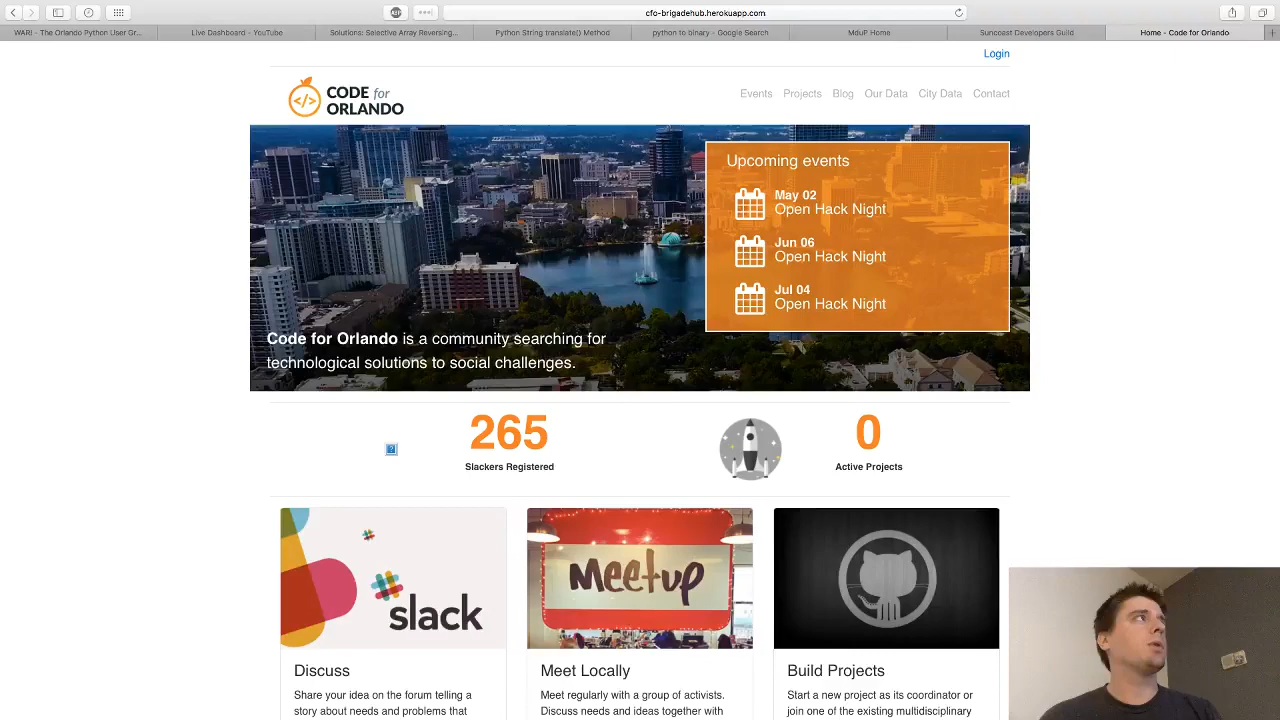 cfo-brigadehub.herokuapp.com
WAR! - The Orlando Python User Gr...
Live Dashboard - YouTube
Solutions: Selective Array Reversing...
Python String translate() Method
python to binary - Google Search
MduP Home
Suncoast Developers Guild
Home - Code for Orlando
Login
CODE for
ORLANDO
Events Projects Blog Our Data City Data Contact
Upcoming events
May 02
Open Hack Night
Jun 06
Open Hack Night
Jul 04
Open Hack Night
Code for Orlando is a community searching for
technological solutions to social challenges.
265
Slackers Registered
0
Active Projects
slack
meetup
Discuss
Share your idea on the forum telling a
story about needs and problems that
Meet Locally
Meet regularly with a group of activists.
Discuss needs and ideas together with
Build Projects
Start a new project as its coordinator or
join one of the existing multidisciplinary